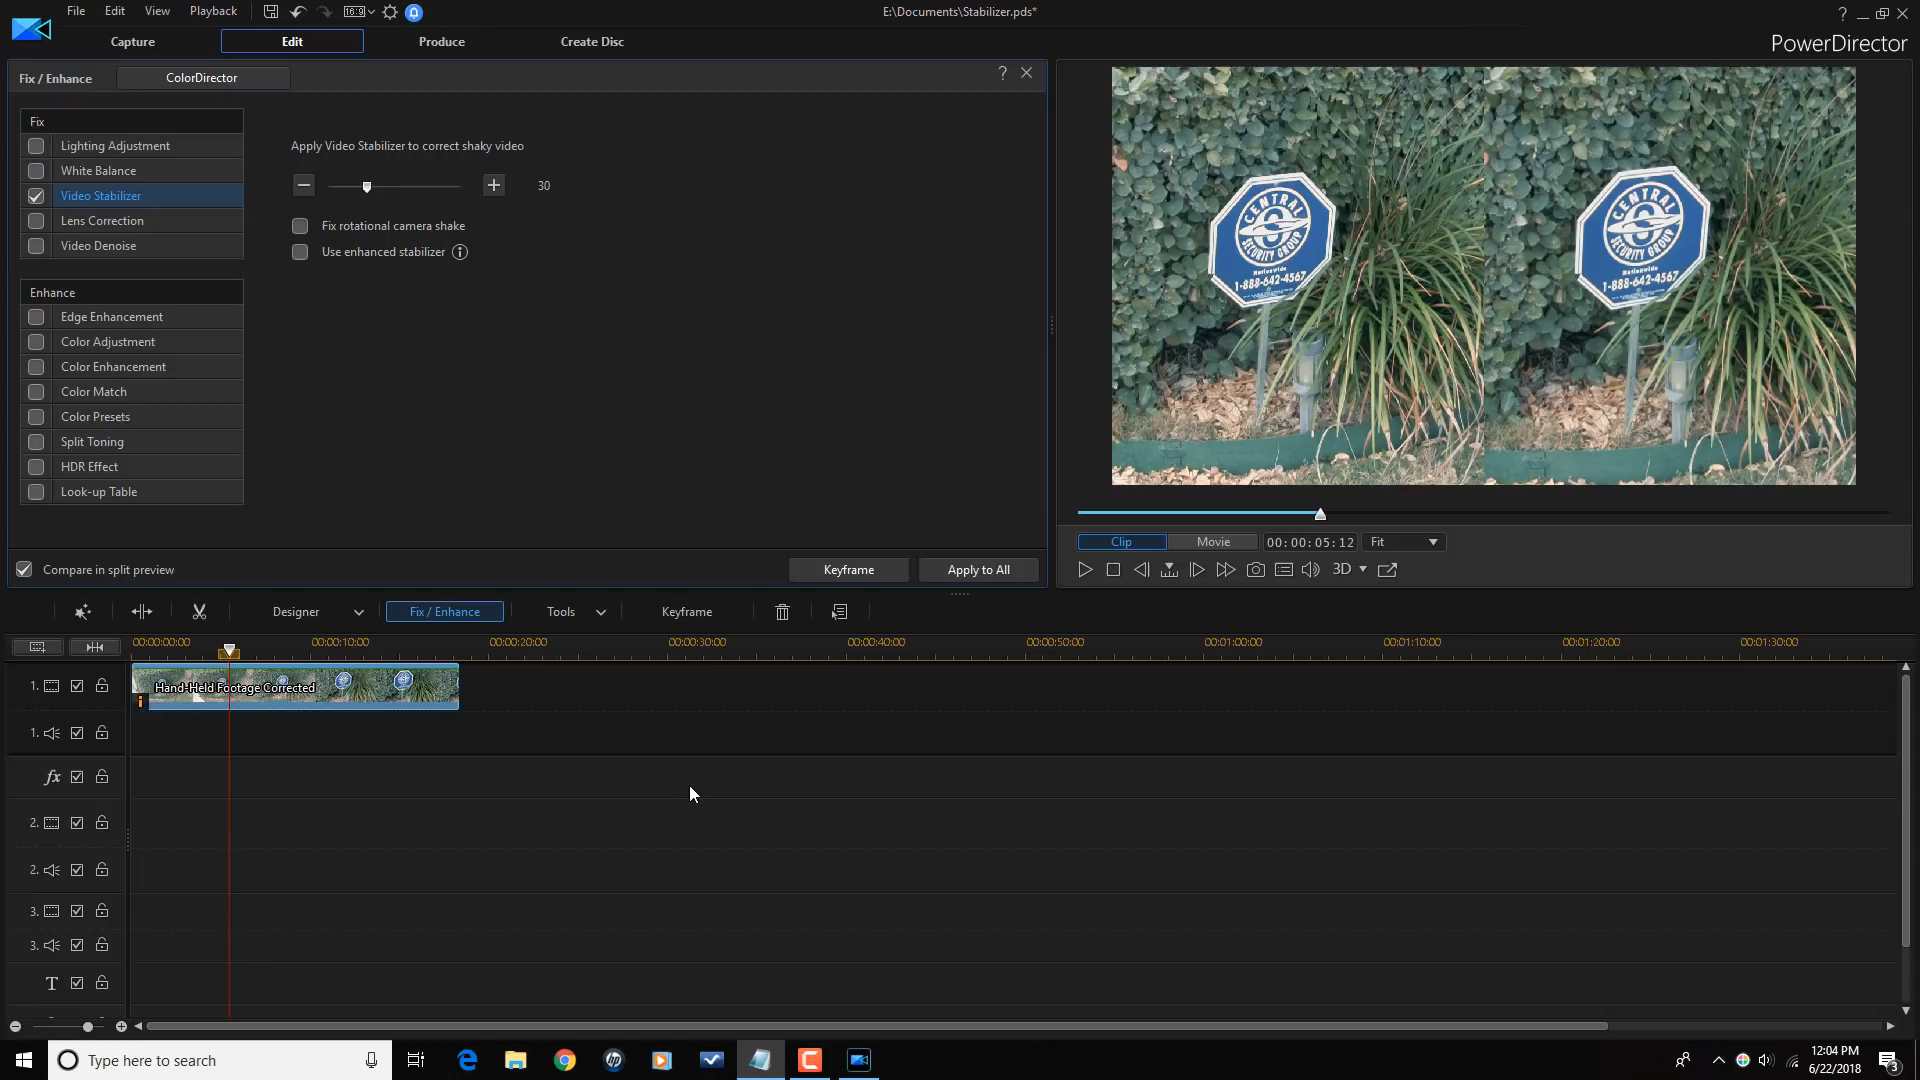 File Edit View Playback 16:9 E:\Documents\Stabilizer.pds* ?
Capture Edit Produce Create Disc PowerDirector
Fix / Enhance ColorDirector ?
Fix
Lighting Adjustment
White Balance
Video Stabilizer
Lens Correction
Video Denoise
Apply Video Stabilizer to correct shaky video
30
Fix rotational camera shake
Use enhanced stabilizer i
Enhance
Edge Enhancement
Color Adjustment
Color Enhancement
Color Match
Color Presets
Split Toning
HDR Effect
Look-up Table
Compare in split preview Keyframe Apply to All
CENTRAL
SECURITY GROUP
Nationwide
1-888-642-4567
CENTRAL
SECURITY GROUP
Nationwide
1-888-642-4567
Clip Movie 00:00:05:12 Fit
3D
Designer Fix / Enhance Tools Keyframe
00:00:00:00 00:00:10:00 00:00:20:00 00:00:30:00 00:00:40:00 00:00:50:00 00:01:00:00 00:01:10:00 00:01:20:00 00:01:30:00
1. Hand-Held Footage Corrected
i
1.
fx
2.
2.
3.
3.
T
Type here to search
12:04 PM
6/22/2018
3